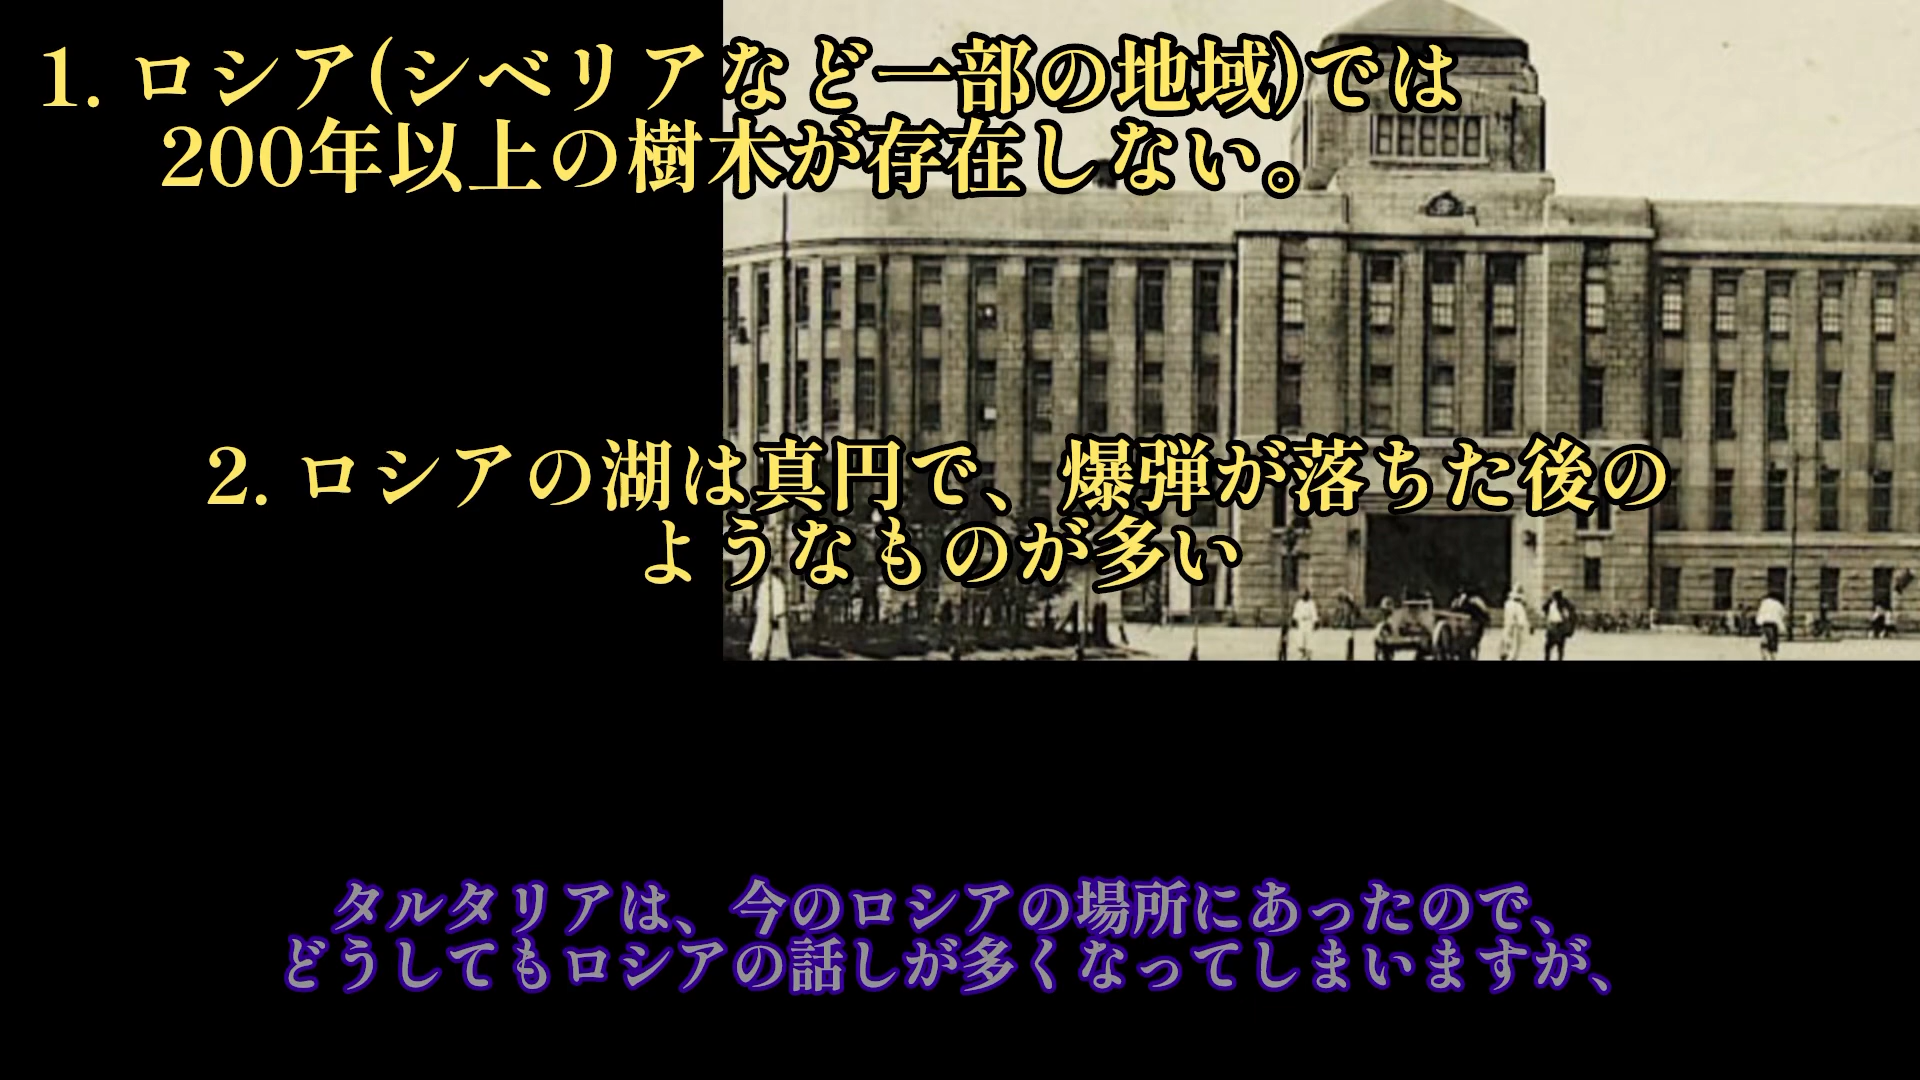 1. ロシア(シベリアなど一部の地域)では
200年以上の樹木が存在しない。
2. ロシアの湖は真円で、爆弾が落ちた後の
ようなものが多い
タルタリアは、今のロシアの場所にあったので、
どうしてもロシアの話しが多くなってしまいますが、